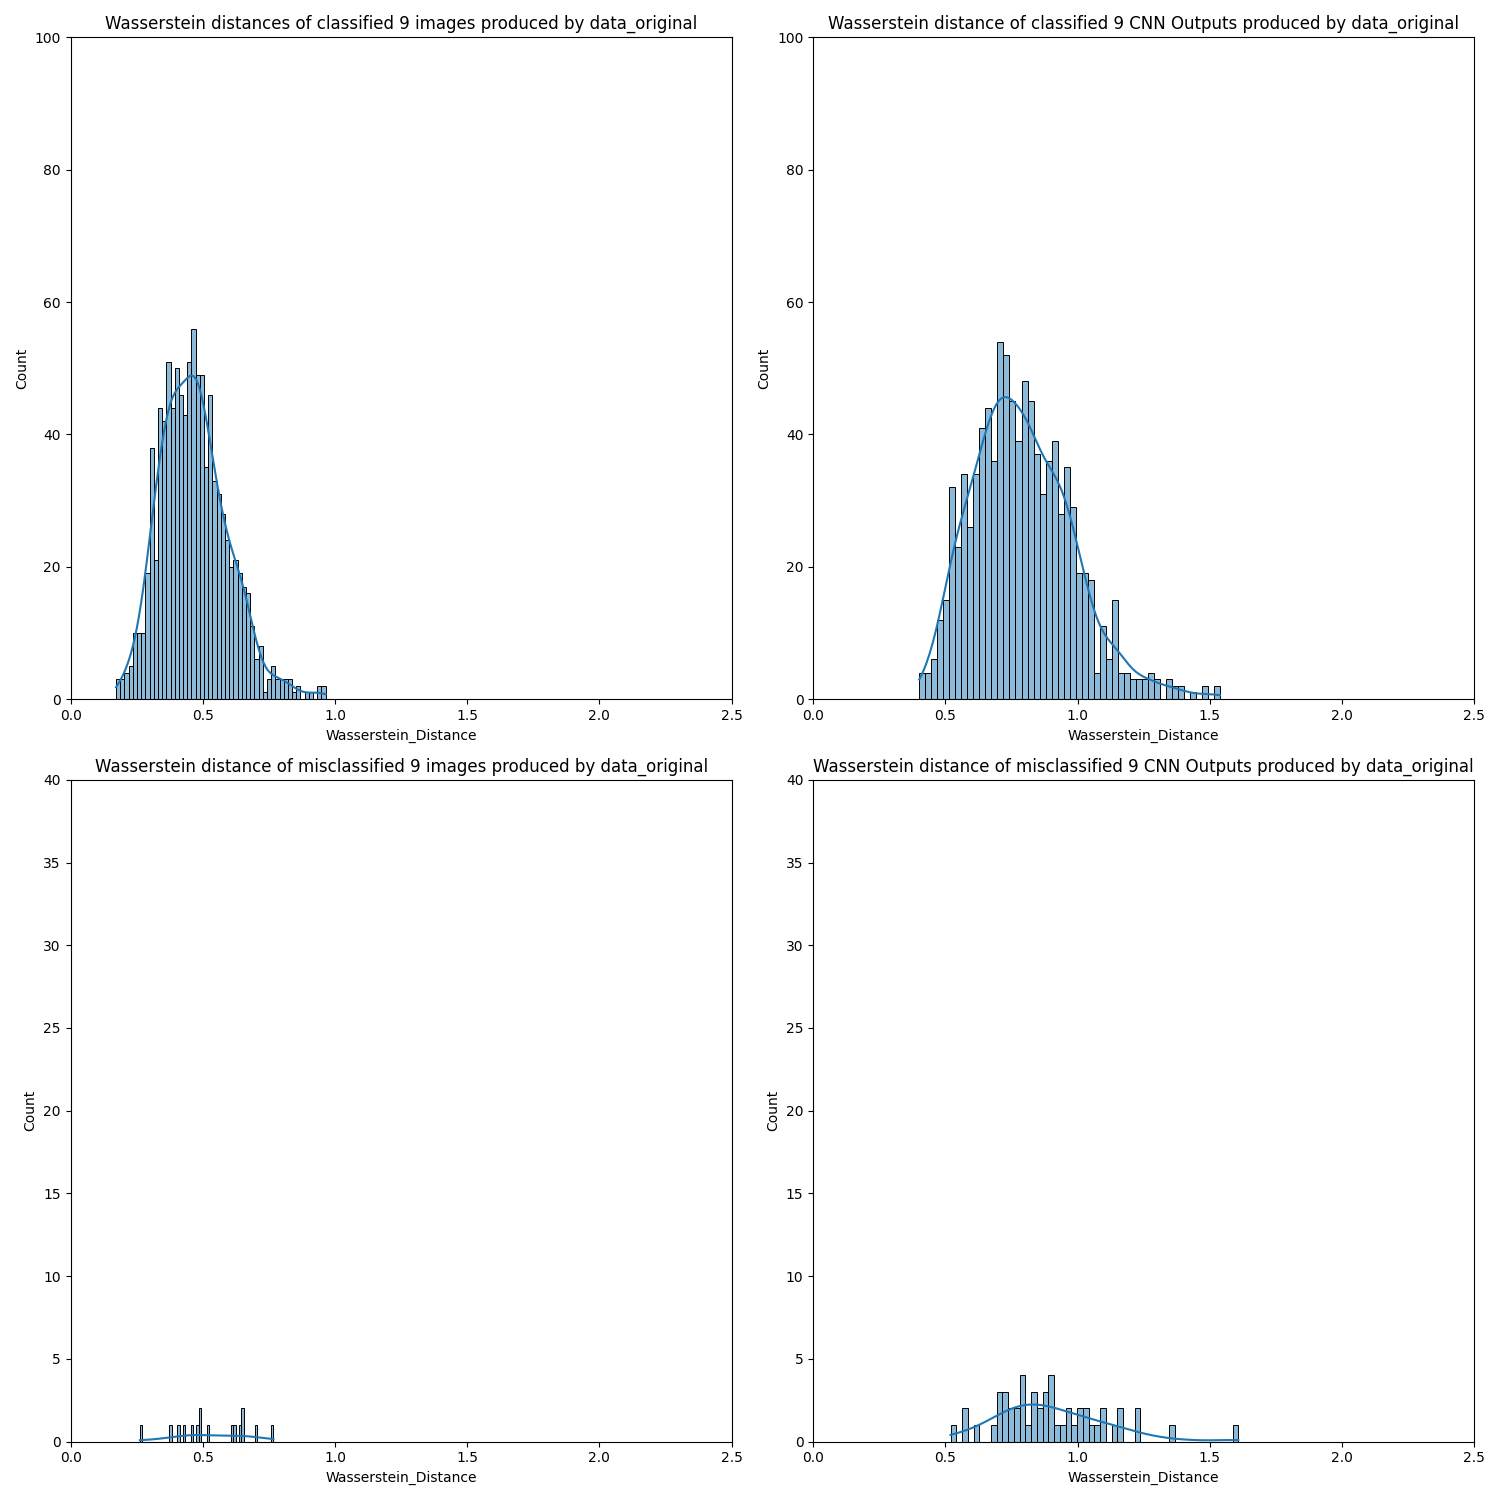 Wasserstein distances of classified 9 images produced by data_original
100
80
60
40
20
0
Count
0.0 0.5 1.0 1.5 2.0 2.5
Wasserstein_Distance
Wasserstein distance of classified 9 CNN Outputs produced by data_original
100
80
60
40
20
0
Count
0.0 0.5 1.0 1.5 2.0 2.5
Wasserstein_Distance
Wasserstein distance of misclassified 9 images produced by data_original
40
35
30
25
20
15
10
5
0
Count
0.0 0.5 1.0 1.5 2.0 2.5
Wasserstein_Distance
Wasserstein distance of misclassified 9 CNN Outputs produced by data_original
40
35
30
25
20
15
10
5
0
Count
0.0 0.5 1.0 1.5 2.0 2.5
Wasserstein_Distance